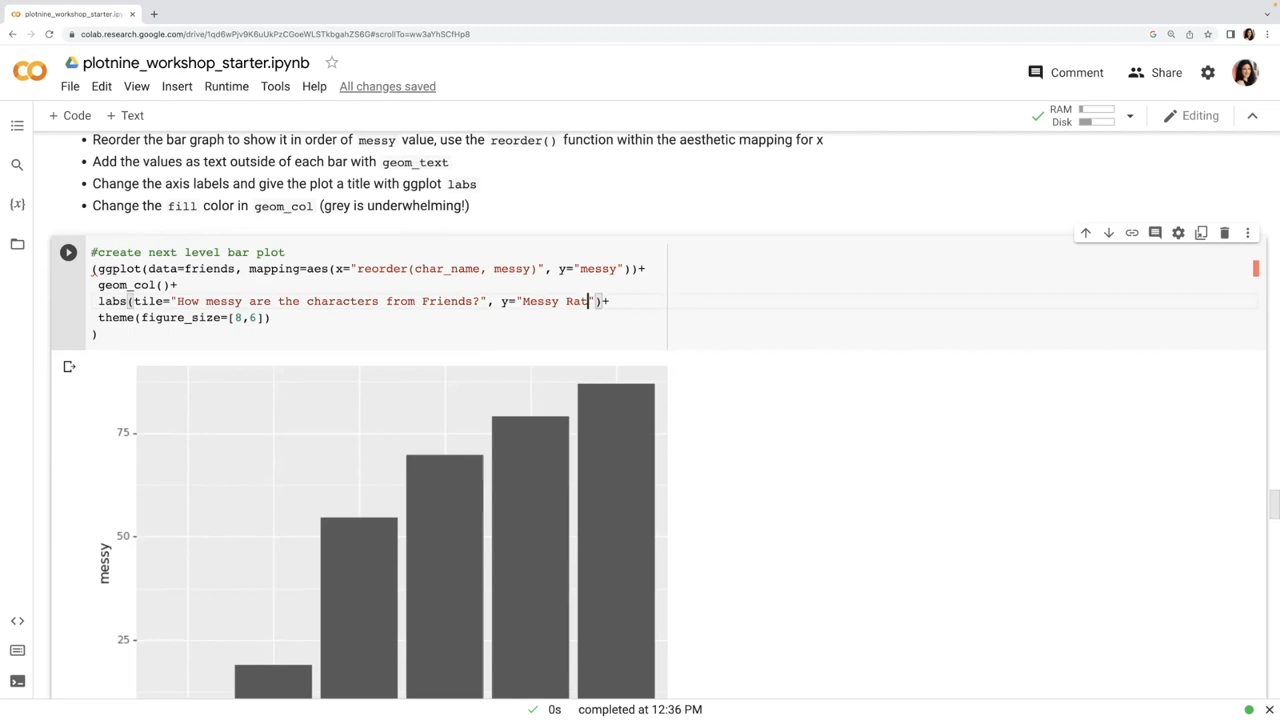 plotnine_workshop_starter.ipy
colab.research.google.com/drive/1qd6wPjv9K6uUkPzCGoeWLSTkbgahZS6G#scrollTo=ww3aYhSCfHp8
plotnine_workshop_starter.ipynb
Comment
Share
File Edit View Insert Runtime Tools Help All changes saved
+ Code + Text
RAM
Disk
Editing
• Reorder the bar graph to show it in order of messy value, use the reorder() function within the aesthetic mapping for x
• Add the values as text outside of each bar with geom_text
• Change the axis labels and give the plot a title with ggplot labs
• Change the fill color in geom_col (grey is underwhelming!)
#create next level bar plot
(ggplot(data=friends, mapping=aes(x="reorder(char_name, messy)", y="messy"))+
geom_col()+
labs(tile="How messy are the characters from Friends?", y="Messy Rat")+
theme(figure_size=[8,6])
)
75
50
25
messy
0s completed at 12:36 PM